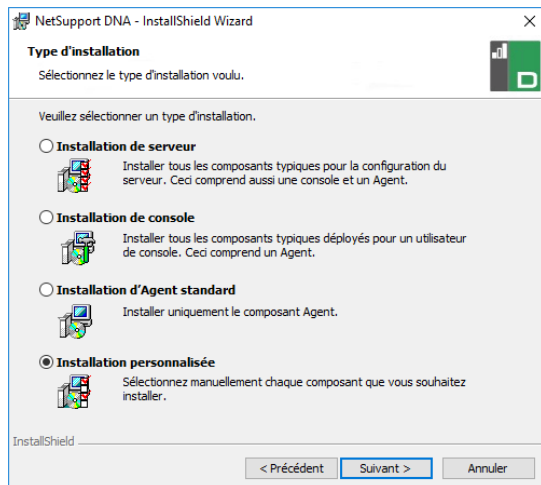 NetSupport DNA - InstallShield Wizard
Type d'installation
Sélectionnez le type d'installation voulu.
D
Veuillez sélectionner un type d'installation.
Installation de serveur
Installer tous les composants typiques pour la configuration du
serveur. Ceci comprend aussi une console et un Agent.
Installation de console
Installer tous les composants typiques déployés pour un utilisateur
de console. Ceci comprend un Agent.
Installation d'Agent standard
Installer uniquement le composant Agent.
Installation personnalisée
Sélectionnez manuellement chaque composant que vous souhaitez
installer.
InstallShield
< Précédent Suivant > Annuler